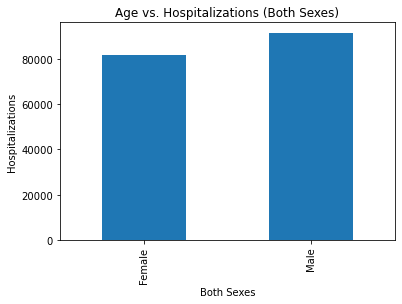 Age vs. Hospitalizations (Both Sexes)
Hospitalizations
80000
60000
40000
20000
0
Female
Male
Both Sexes